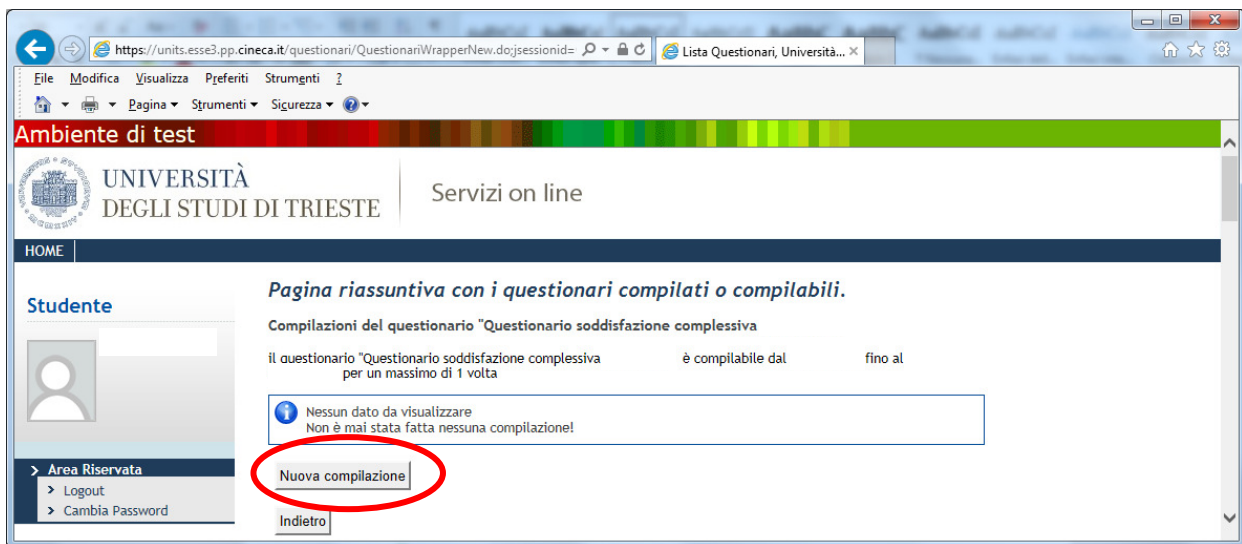 https://units.esse3.pp.cineca.it/questionari/QuestionariWrapperNew.do;jsessionid=
Lista Questionari, Università...
File Modifica Visualizza Preferiti Strumenti ?
Pagina Strumenti Sicurezza
Ambiente di test
UNIVERSITÀ
DEGLI STUDI DI TRIESTE
Servizi on line
HOME
Studente
Pagina riassuntiva con i questionari compilati o compilabili.
Compilazioni del questionario "Questionario soddisfazione complessiva
il questionario "Questionario soddisfazione complessiva è compilabile dal fino al
per un massimo di 1 volta
Nessun dato da visualizzare
Non è mai stata fatta nessuna compilazione!
Nuova compilazione
Indietro
> Area Riservata
> Logout
> Cambia Password